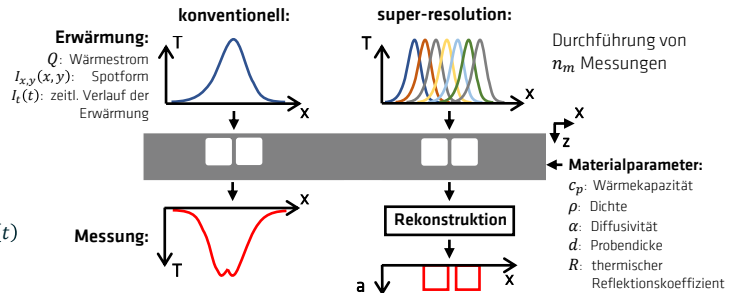 konventionell:
super-resolution:
Erwärmung:
Q: Wärmestrom
I_{x,y}(x, y): Spotform
I_t(t): zeitl. Verlauf der
Erwärmung
T
x
T
x
Durchführung von
n_m Messungen
x
z
Materialparameter:
c_p: Wärmekapazität
ρ: Dichte
α: Diffusivität
d: Probendicke
R: thermischer
Reflektionskoeffizient
(t)
Messung:
x
T
Rekonstruktion
x
a